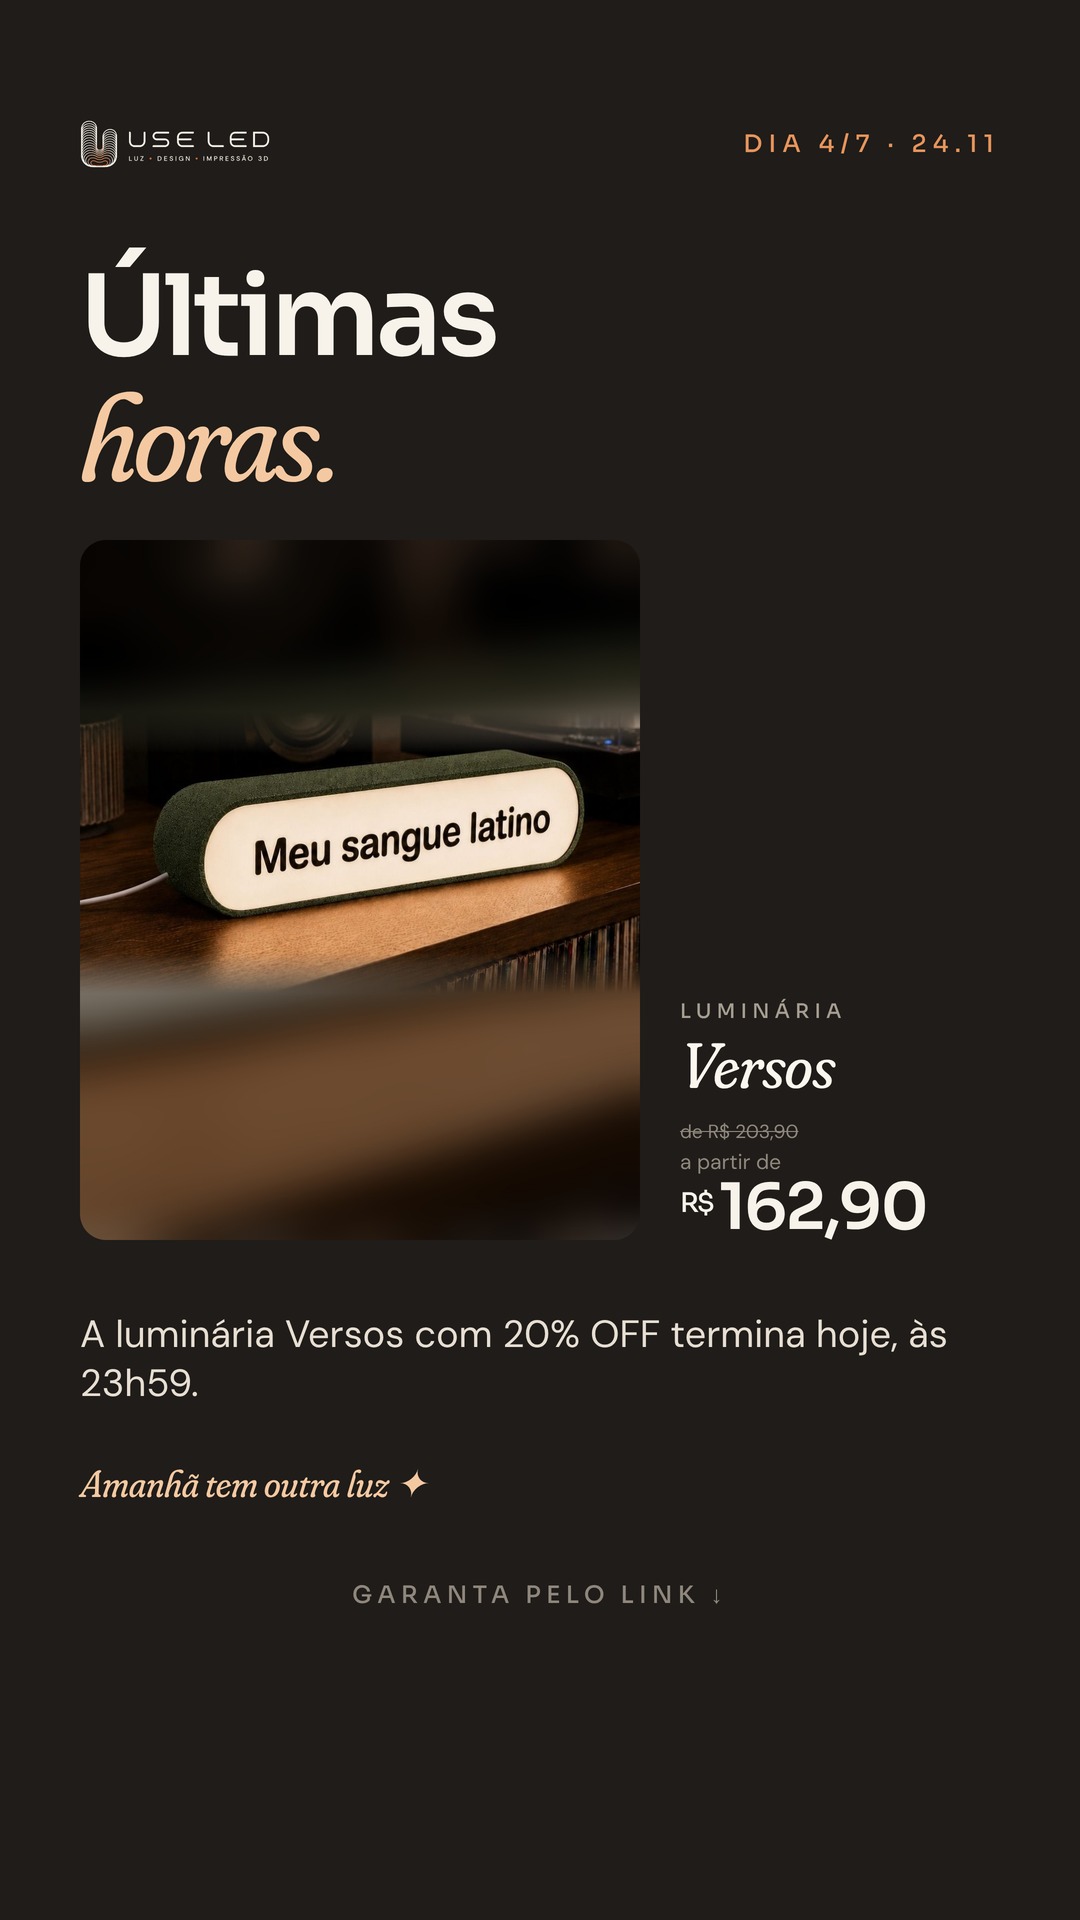 USE LED
LUZ • DESIGN • IMPRESSÃO 3D
DIA 4/7 · 24.11
Últimas
horas.
Meu sangue latino
LUMINÁRIA
Versos
de R$ 203,90
a partir de
R$ 162,90
A luminária Versos com 20% OFF termina hoje, às
23h59.
Amanhã tem outra luz ✦
GARANTA PELO LINK ↓